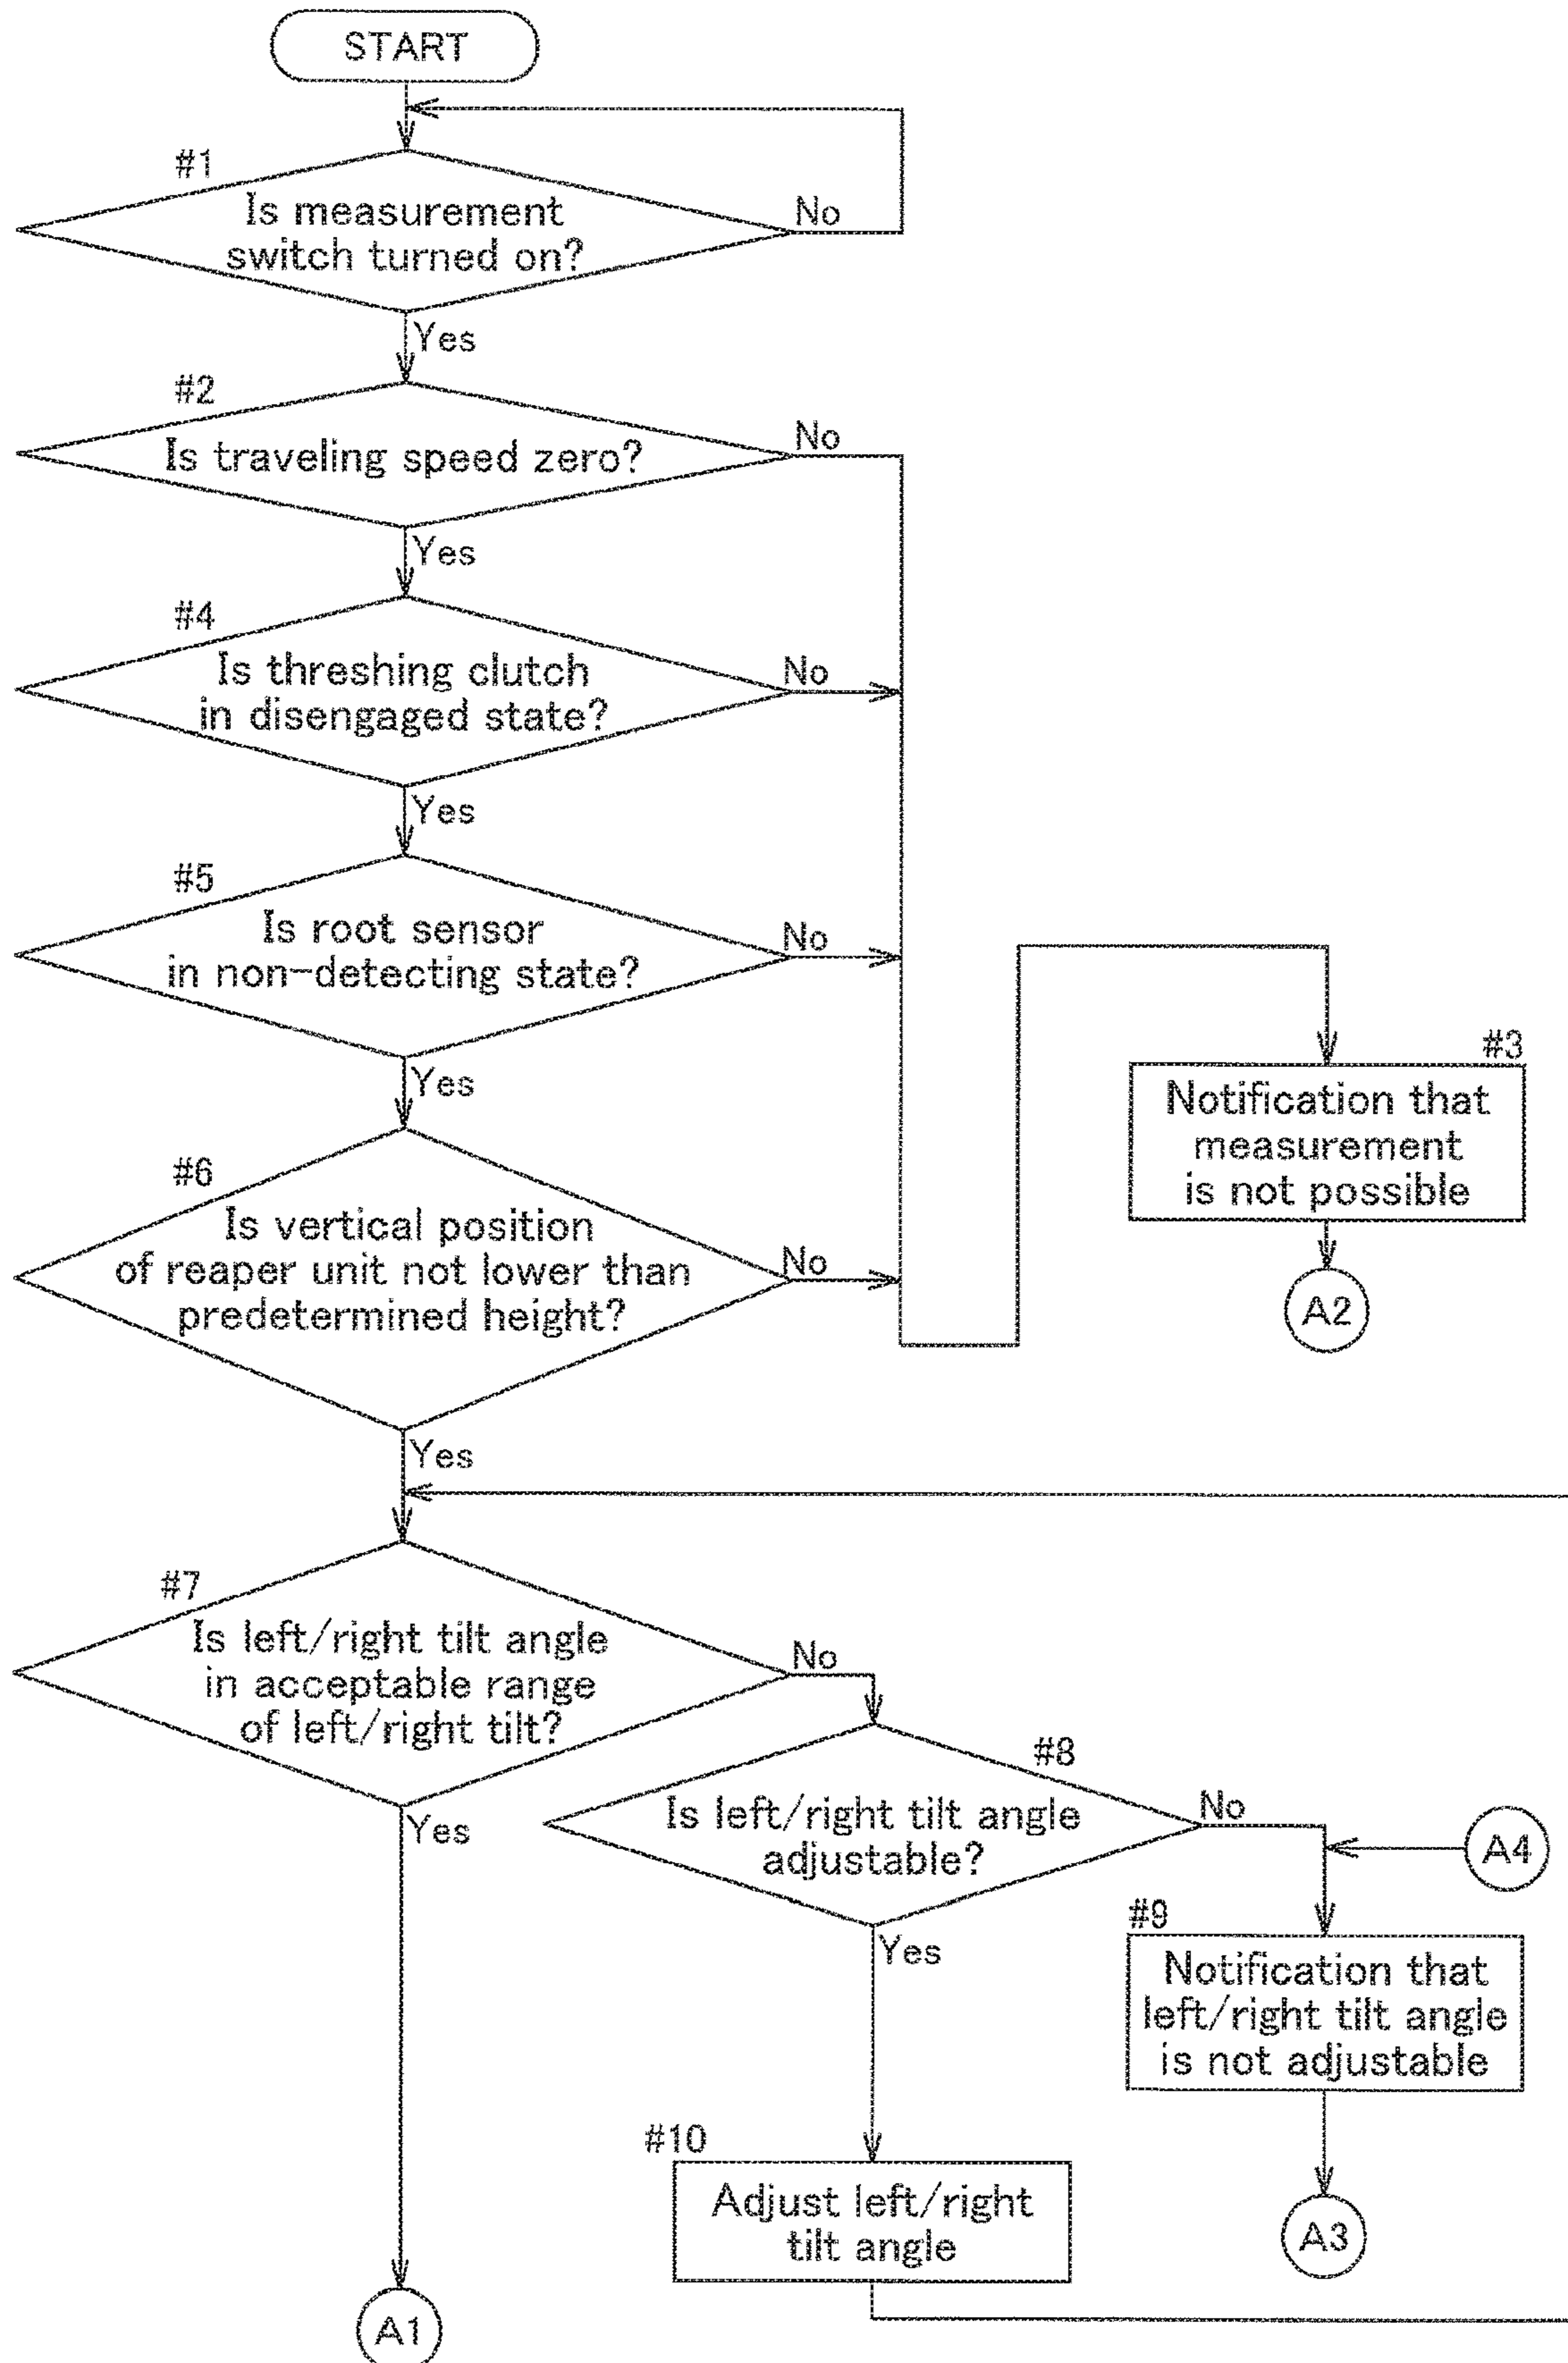 START
#1
Is measurement
switch turned on?
No
Yes
#2
Is traveling speed zero?
No
Yes
#4
Is threshing clutch
in disengaged state?
No
Yes
#5
Is root sensor
in non-detecting state?
No
Yes
#3
Notification that
measurement
is not possible
A2
#6
Is vertical position
of reaper unit not lower than
predetermined height?
No
Yes
#7
Is left/right tilt angle
in acceptable range
of left/right tilt?
No
Yes
#8
Is left/right tilt angle
adjustable?
No
Yes
A4
#9
Notification that
left/right tilt angle
is not adjustable
A3
#10
Adjust left/right
tilt angle
A1